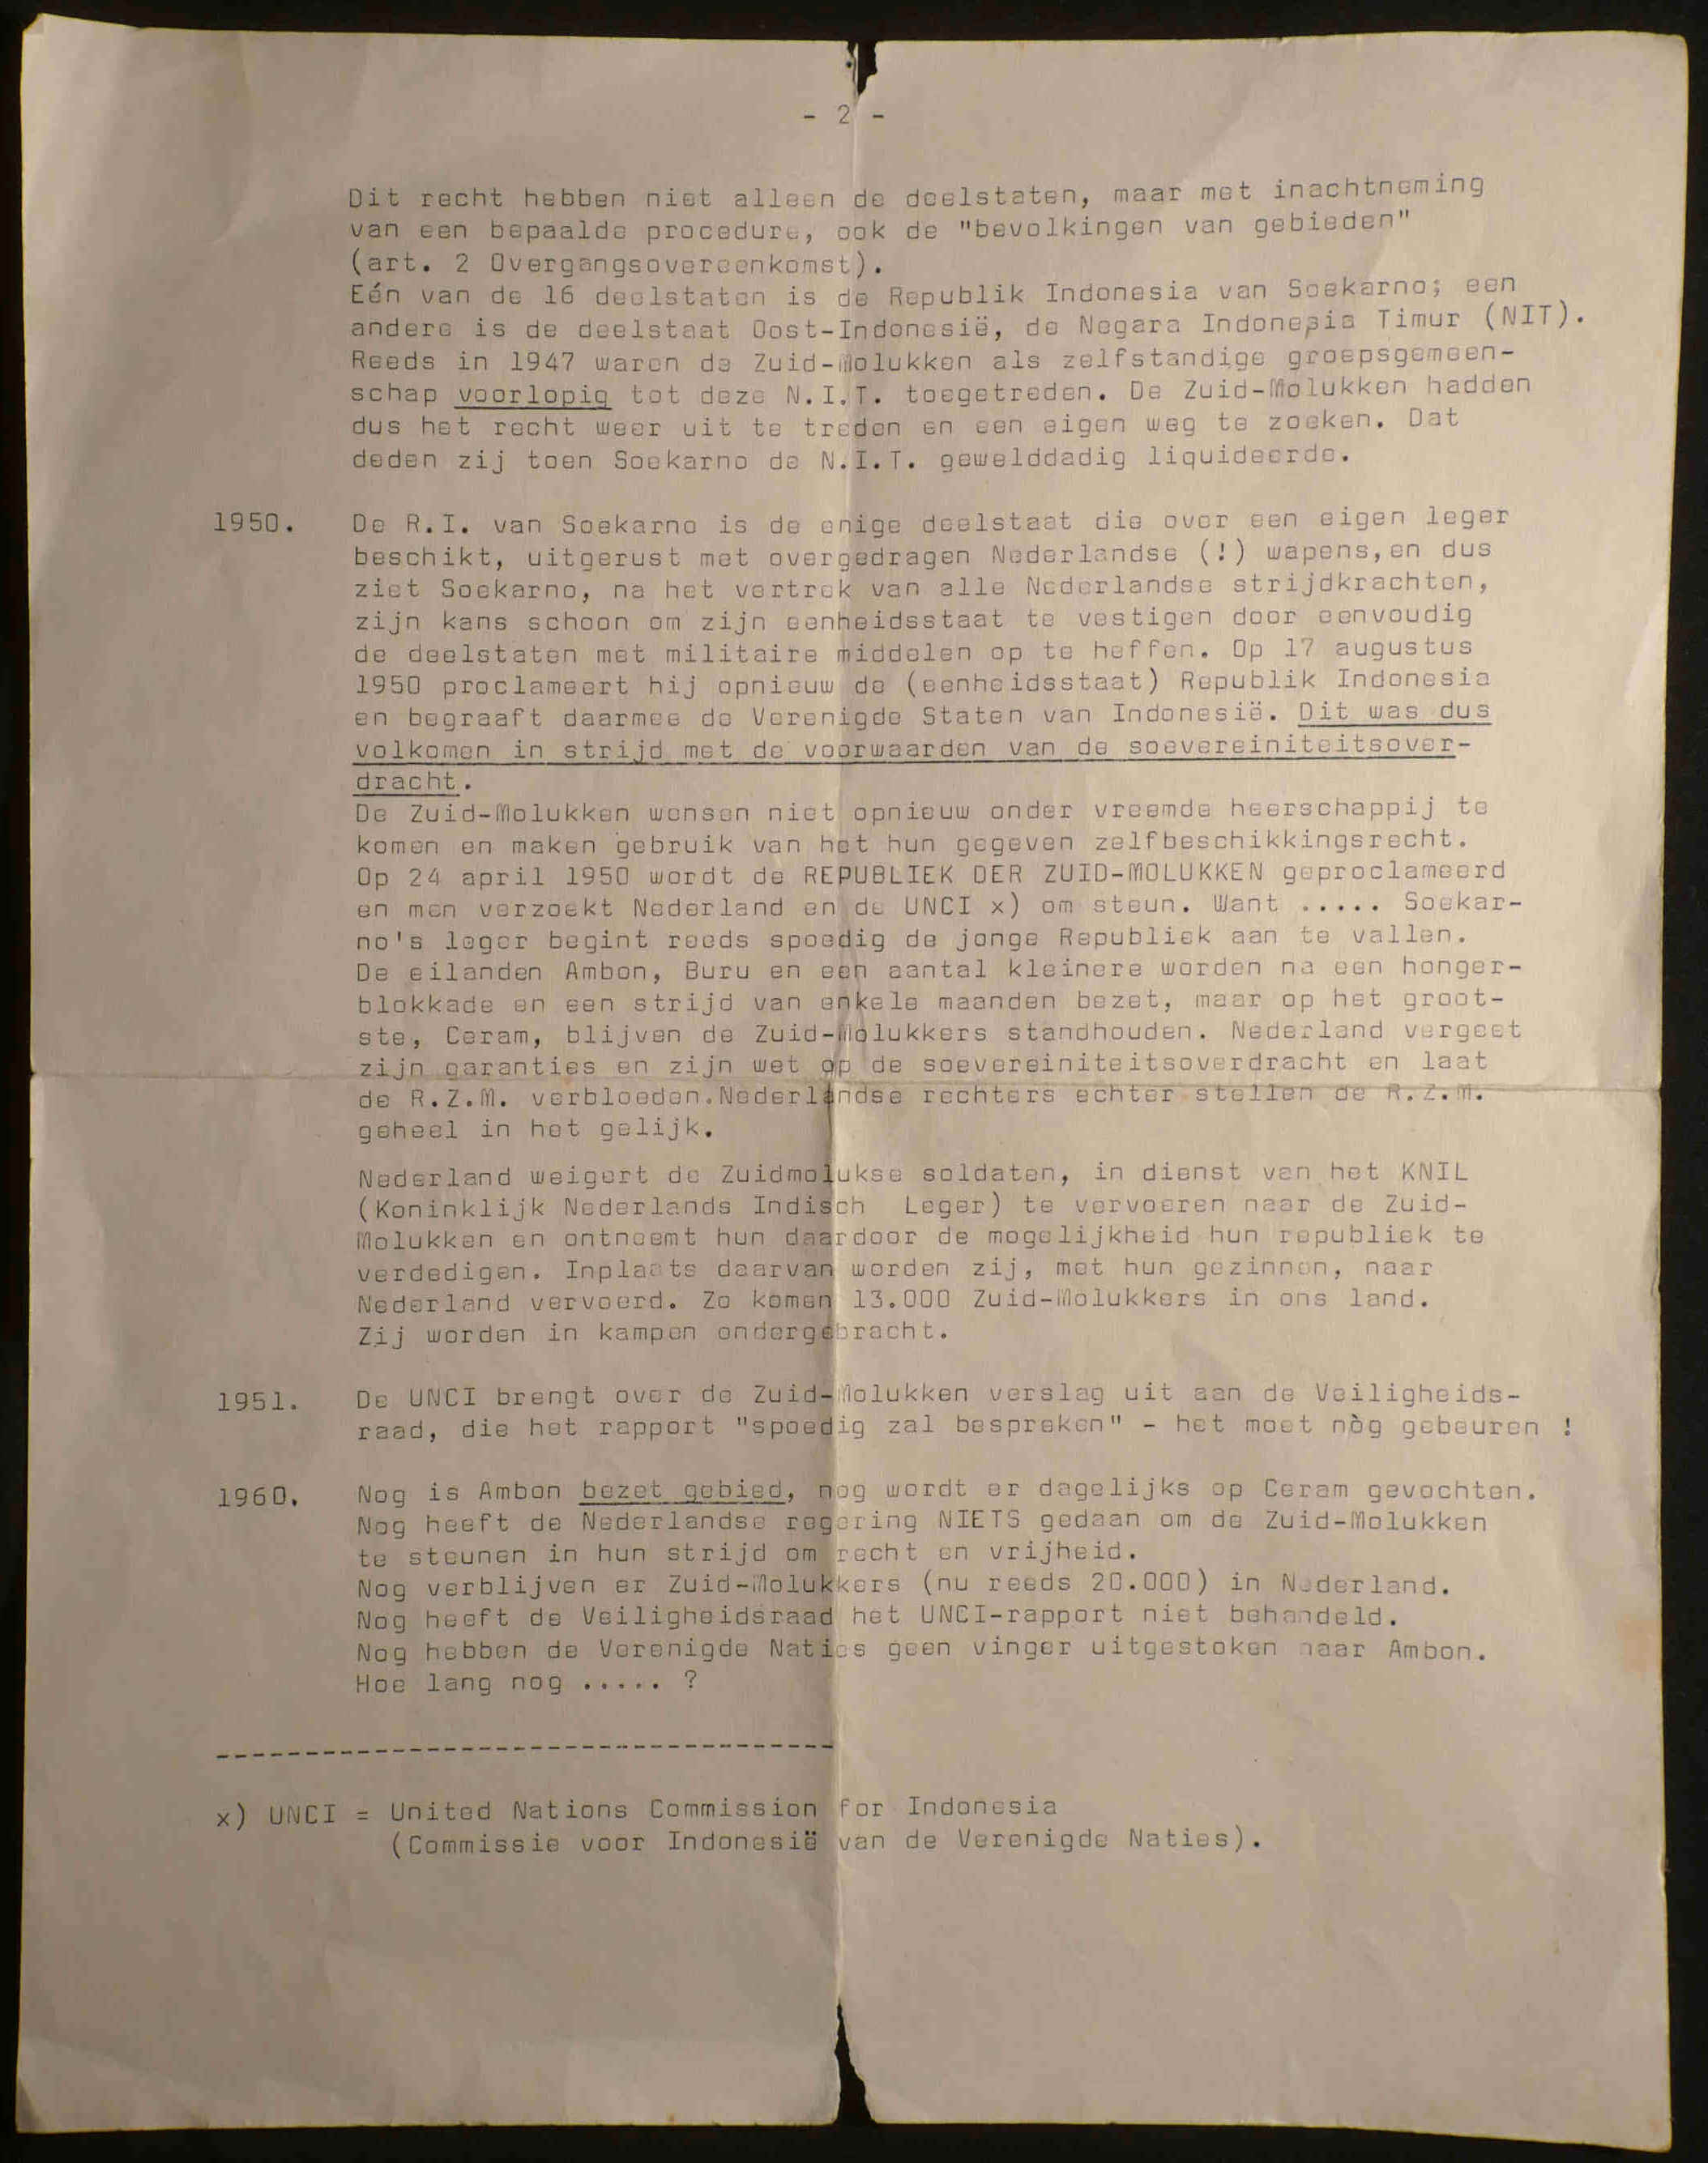 - 2 -
Dit recht hebben niet alleen de deelstaten, maar met inachtneming
van een bepaalde procedure, ook de "bevolkingen van gebieden"
(art. 2 Overgangsovereenkomst).
Eén van de 16 deelstaten is de Republik Indonesia van Soekarno; een
andere is de deelstaat Oost-Indonesië, de Negara Indonesia Timur (NIT).
Reeds in 1947 waren de Zuid-Molukken als zelfstandige groepsgemeen-
schap voorlopig tot deze N.I.T. toegetreden. De Zuid-Molukken hadden
dus het recht weer uit te treden en een eigen weg te zoeken. Dat
deden zij toen Soekarno de N.I.T. gewelddadig liquideerde.
1950. De R.I. van Soekarno is de enige deelstaat die over een eigen leger
beschikt, uitgerust met overgedragen Nederlandse (!) wapens,en dus
ziet Soekarno, na het vertrek van alle Nederlandse strijdkrachten,
zijn kans schoon om zijn eenheidsstaat te vestigen door eenvoudig
de deelstaten met militaire middelen op te heffen. Op 17 augustus
1950 proclameert hij opnieuw de (eenheidsstaat) Republik Indonesia
en begraaft daarmee de Verenigde Staten van Indonesië. Dit was dus
volkomen in strijd met de voorwaarden van de soevereiniteitsover-
dracht.
De Zuid-Molukken wensen niet opnieuw onder vreemde heerschappij te
komen en maken gebruik van het hun gegeven zelfbeschikkingsrecht.
Op 24 april 1950 wordt de REPUBLIEK DER ZUID-MOLUKKEN geproclameerd
en men verzoekt Nederland en de UNCI x) om steun. Want ..... Soekar-
no's leger begint reeds spoedig de jonge Republiek aan te vallen.
De eilanden Ambon, Buru en een aantal kleinere worden na een honger-
blokkade en een strijd van enkele maanden bezet, maar op het groot-
ste, Ceram, blijven de Zuid-Molukkers standhouden. Nederland vergeet
zijn garanties en zijn wet op de soevereiniteitsoverdracht en laat
de R.Z.M. verbloeden.Nederlandse rechters echter stellen de R.Z.M.
geheel in het gelijk.
Nederland weigert de Zuidmolukse soldaten, in dienst van het KNIL
(Koninklijk Nederlands Indisch Leger) te vervoeren naar de Zuid-
Molukken en ontneemt hun daardoor de mogelijkheid hun republiek te
verdedigen. Inplaats daarvan worden zij, met hun gezinnen, naar
Nederland vervoerd. Zo komen 13.000 Zuid-Molukkers in ons land.
Zij worden in kampen ondergebracht.
1951. De UNCI brengt over de Zuid-Molukken verslag uit aan de Veiligheids-
raad, die het rapport "spoedig zal bespreken" - het moet nòg gebeuren !
1960. Nog is Ambon bezet gebied, nog wordt er dagelijks op Ceram gevochten.
Nog heeft de Nederlandse regering NIETS gedaan om de Zuid-Molukken
te steunen in hun strijd om recht en vrijheid.
Nog verblijven er Zuid-Molukkers (nu reeds 20.000) in Nederland.
Nog heeft de Veiligheidsraad het UNCI-rapport niet behandeld.
Nog hebben de Verenigde Naties geen vinger uitgestoken naar Ambon.
Hoe lang nog ..... ?
------------------------------------
x) UNCI = United Nations Commission for Indonesia
(Commissie voor Indonesië van de Verenigde Naties).